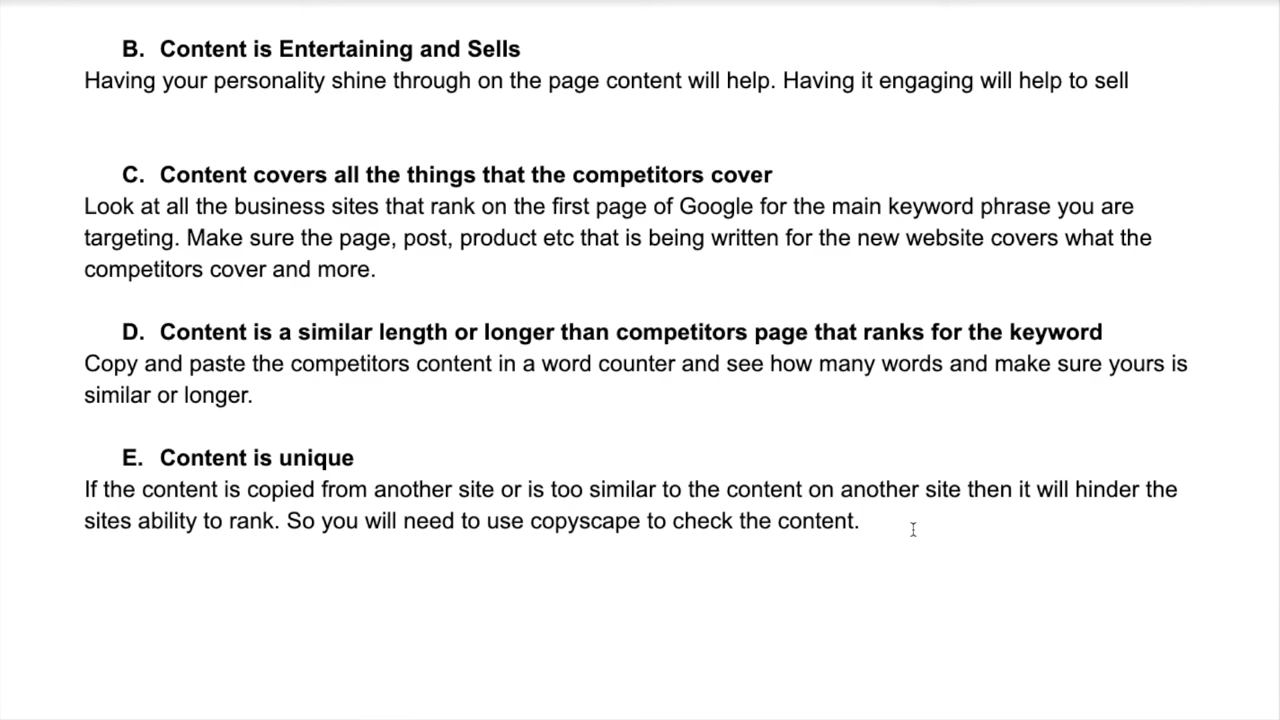 B. Content is Entertaining and Sells
Having your personality shine through on the page content will help. Having it engaging will help to sell
C. Content covers all the things that the competitors cover
Look at all the business sites that rank on the first page of Google for the main keyword phrase you are
targeting. Make sure the page, post, product etc that is being written for the new website covers what the
competitors cover and more.
D. Content is a similar length or longer than competitors page that ranks for the keyword
Copy and paste the competitors content in a word counter and see how many words and make sure yours is
similar or longer.
E. Content is unique
If the content is copied from another site or is too similar to the content on another site then it will hinder the
sites ability to rank. So you will need to use copyscape to check the content.